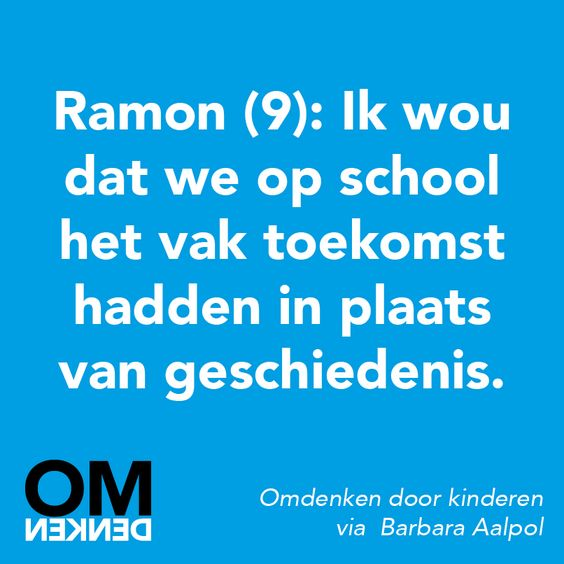 Ramon (9): Ik wou
dat we op school
het vak toekomst
hadden in plaats
van geschiedenis.
OM
DENKEN
Omdenken door kinderen
via  Barbara Aalpol